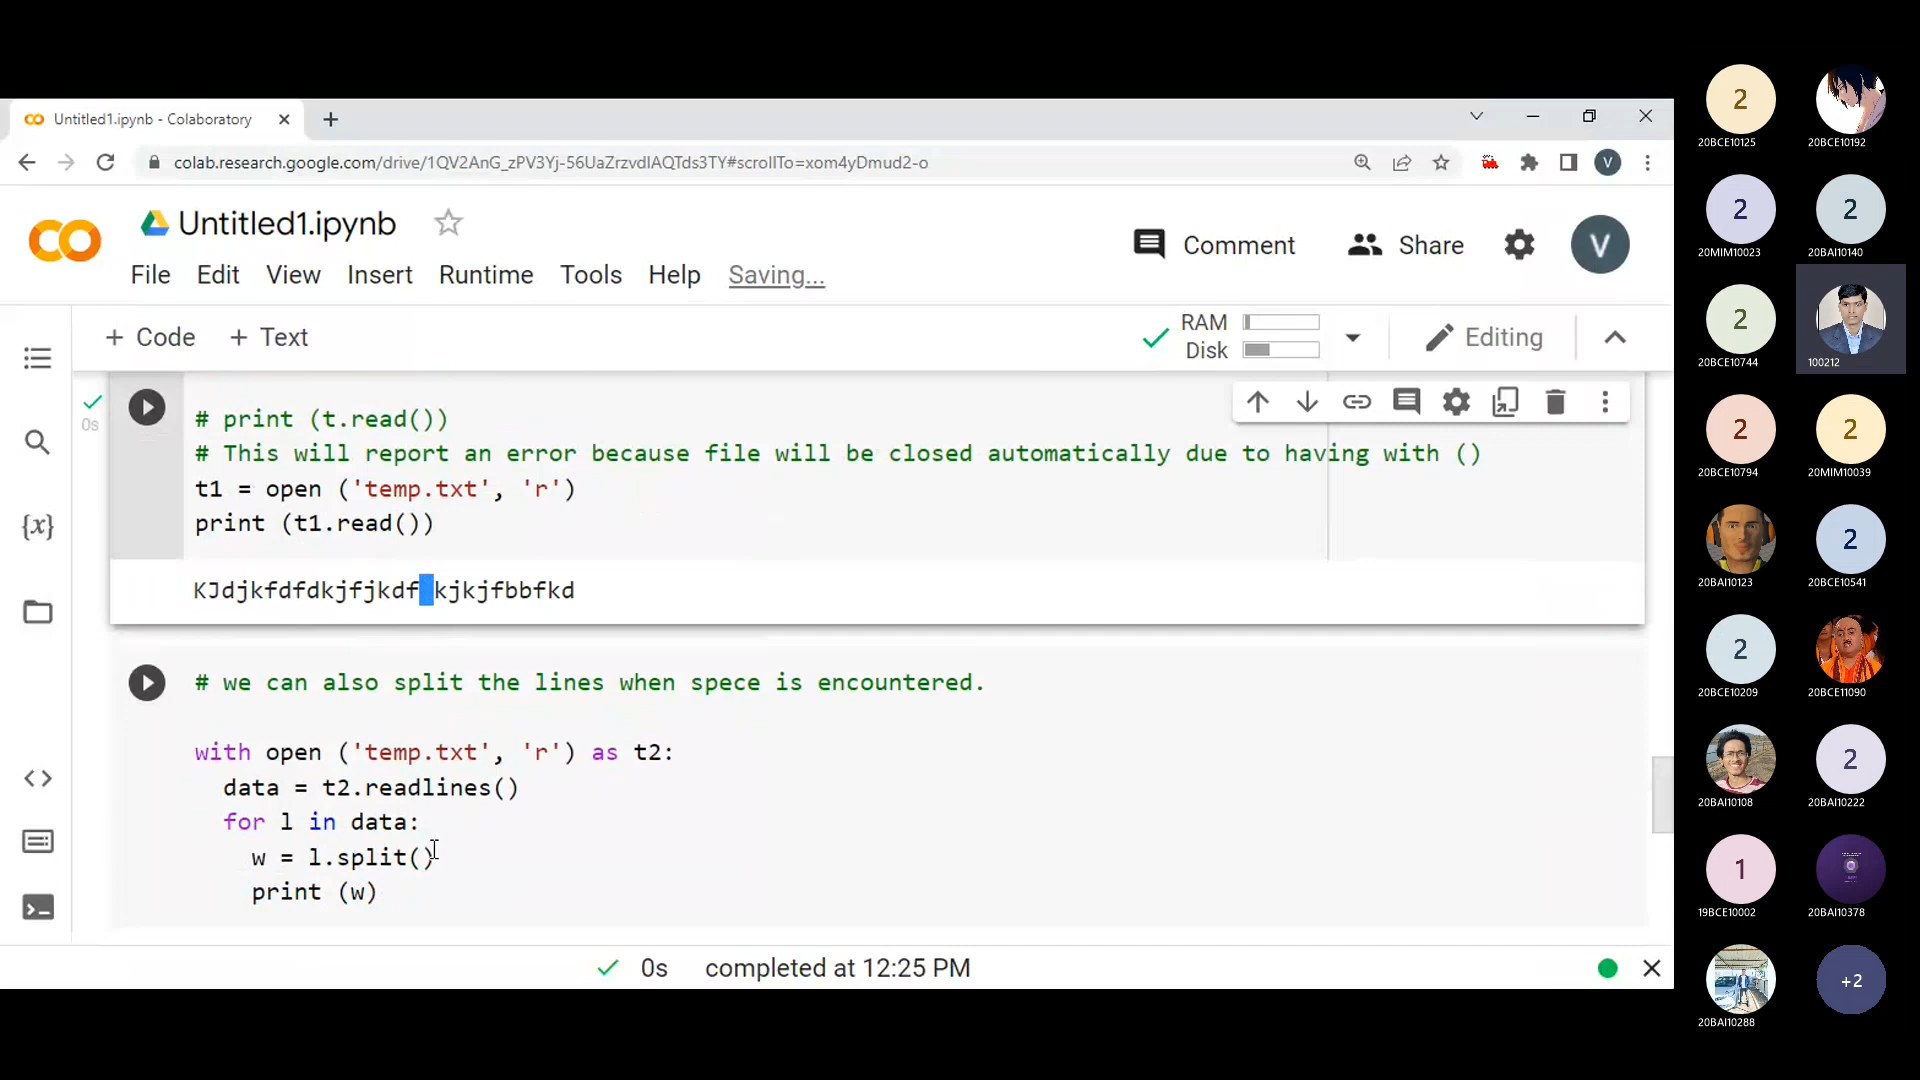 Untitled1.ipynb - Colaboratory
colab.research.google.com/drive/1QV2AnG_zPV3Yj-56UaZrzvdIAQTds3TY#scrollTo=xom4yDmud2-o
V
Untitled1.ipynb
Comment
Share
V
File Edit View Insert Runtime Tools Help Saving...
+ Code + Text
RAM
Disk
Editing
0s
# print (t.read())
# This will report an error because file will be closed automatically due to having with ()
t1 = open ('temp.txt', 'r')
print (t1.read())
KJdjkfdfdkjfjkdf kjkjfbbfkd
# we can also split the lines when spece is encountered.
with open ('temp.txt', 'r') as t2:
data = t2.readlines()
for l in data:
w = l.split()
print (w)
{x}
0s completed at 12:25 PM
2
20BCE10125
20BCE10192
2
20MIM10023
2
20BAI10140
2
20BCE10744
100212
2
20BCE10794
2
20MIM10039
20BAI10123
2
20BCE10541
2
20BCE10209
20BCE11090
20BAI10108
2
20BAI10222
1
19BCE10002
20BAI10378
20BAI10288
+2